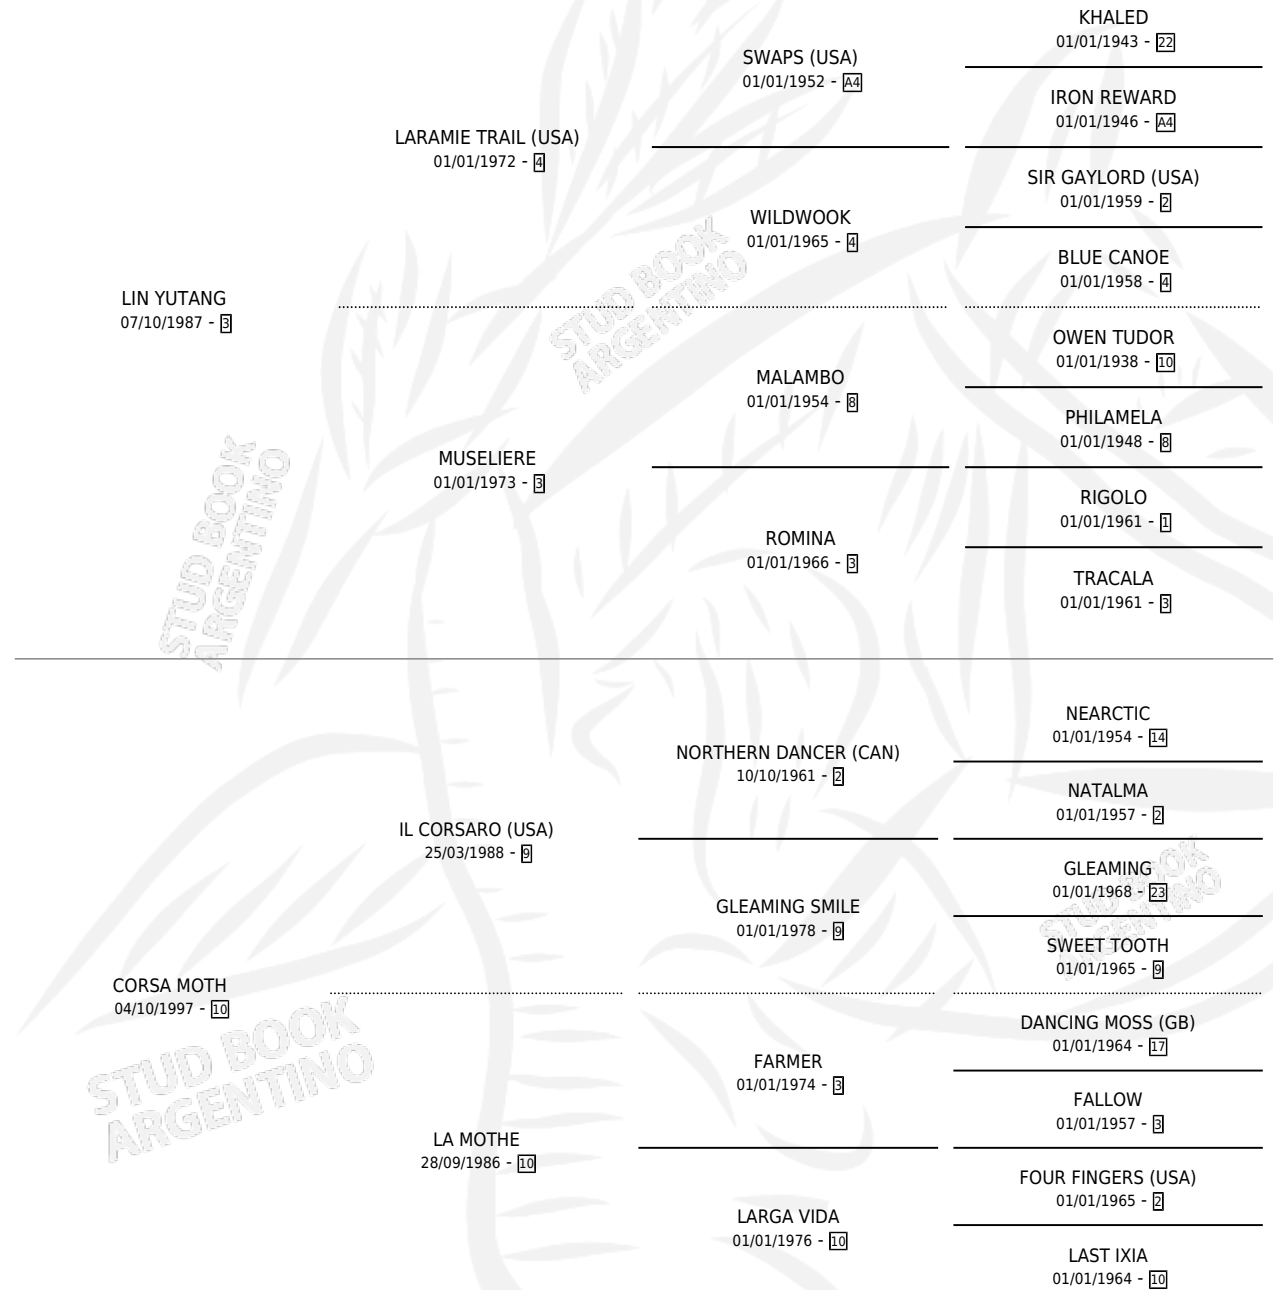 KHALED
01/01/1943 - 22
SWAPS (USA)
01/01/1952 - A4
IRON REWARD
01/01/1946 - A4
LARAMIE TRAIL (USA)
01/01/1972 - 4
SIR GAYLORD (USA)
01/01/1959 - 2
WILDWOOK
01/01/1965 - 4
BLUE CANOE
01/01/1958 - 4
LIN YUTANG
07/10/1987 - 3
STUD BOOK
ARGENTINO
OWEN TUDOR
01/01/1938 - 10
MALAMBO
01/01/1954 - 8
PHILAMELA
01/01/1948 - 8
MUSELIERE
01/01/1973 - 3
RIGOLO
01/01/1961 - 1
ROMINA
01/01/1966 - 3
TRACALA
01/01/1961 - 3
STUD BOOK
ARGENTINO
NEARCTIC
01/01/1954 - 14
NORTHERN DANCER (CAN)
10/10/1961 - 2
NATALMA
01/01/1957 - 2
IL CORSARO (USA)
25/03/1988 - 9
GLEAMING
01/01/1968 - 23
GLEAMING SMILE
01/01/1978 - 9
STUD BOOK
ARGENTINO
SWEET TOOTH
01/01/1965 - 9
CORSA MOTH
04/10/1997 - 10
STUD BOOK
ARGENTINO
DANCING MOSS (GB)
01/01/1964 - 17
FARMER
01/01/1974 - 3
FALLOW
01/01/1957 - 3
LA MOTHE
28/09/1986 - 10
FOUR FINGERS (USA)
01/01/1965 - 2
LARGA VIDA
01/01/1976 - 10
LAST IXIA
01/01/1964 - 10